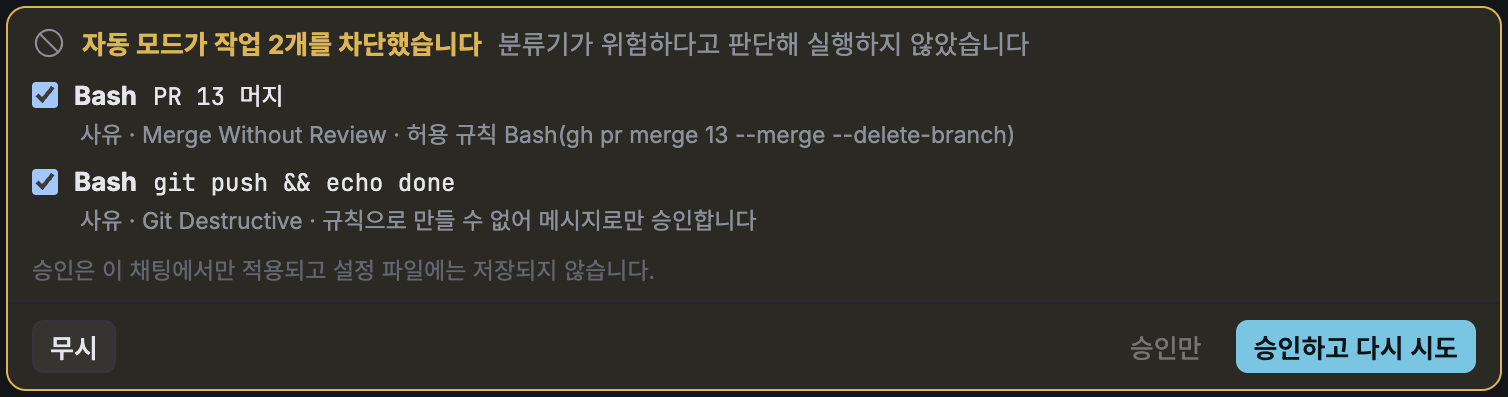 자동 모드가 작업 2개를 차단했습니다 분류기가 위험하다고 판단해 실행하지 않았습니다
Bash PR 13 머지
사유 · Merge Without Review · 허용 규칙 Bash(gh pr merge 13 --merge --delete-branch)
Bash git push && echo done
사유 · Git Destructive · 규칙으로 만들 수 없어 메시지로만 승인합니다
승인은 이 채팅에서만 적용되고 설정 파일에는 저장되지 않습니다.
무시 승인만 승인하고 다시 시도